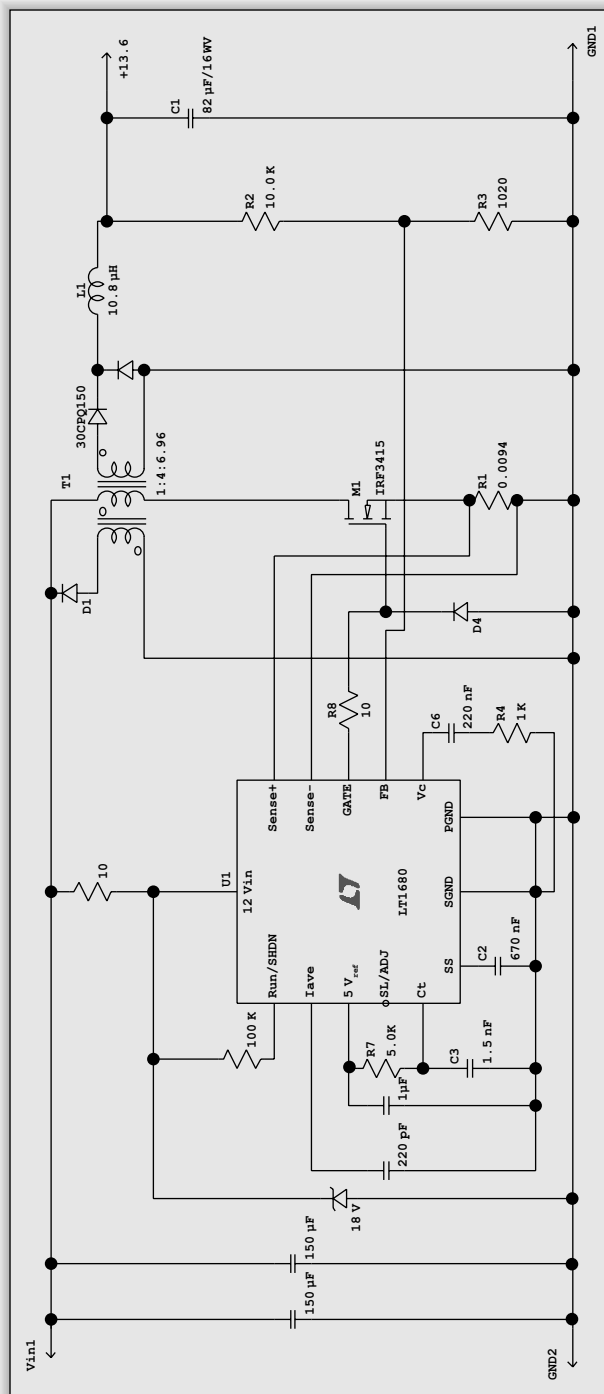 Vin1
GND2
150 µF
150 µF
18 V
220 pF
1µF
R7
5.0K
C3
1.5 nF
100 K
10
U1
12 Vin
Run/SHDN
Iave
5 Vref
SL/ADJ
Ct
SS
SGND
PGND
Sense+
Sense-
GATE
FB
Vc
LT
LT1680
C2
670 nF
C6
220 nF
R4
1K
R8
10
D4
D1
T1
1:4:6.96
M1
IRF3415
R1
0.0094
30CPQ150
L1
10.8 µH
R2
10.0 K
R3
1020
C1
82 µF/16WV
+13.6
GND1